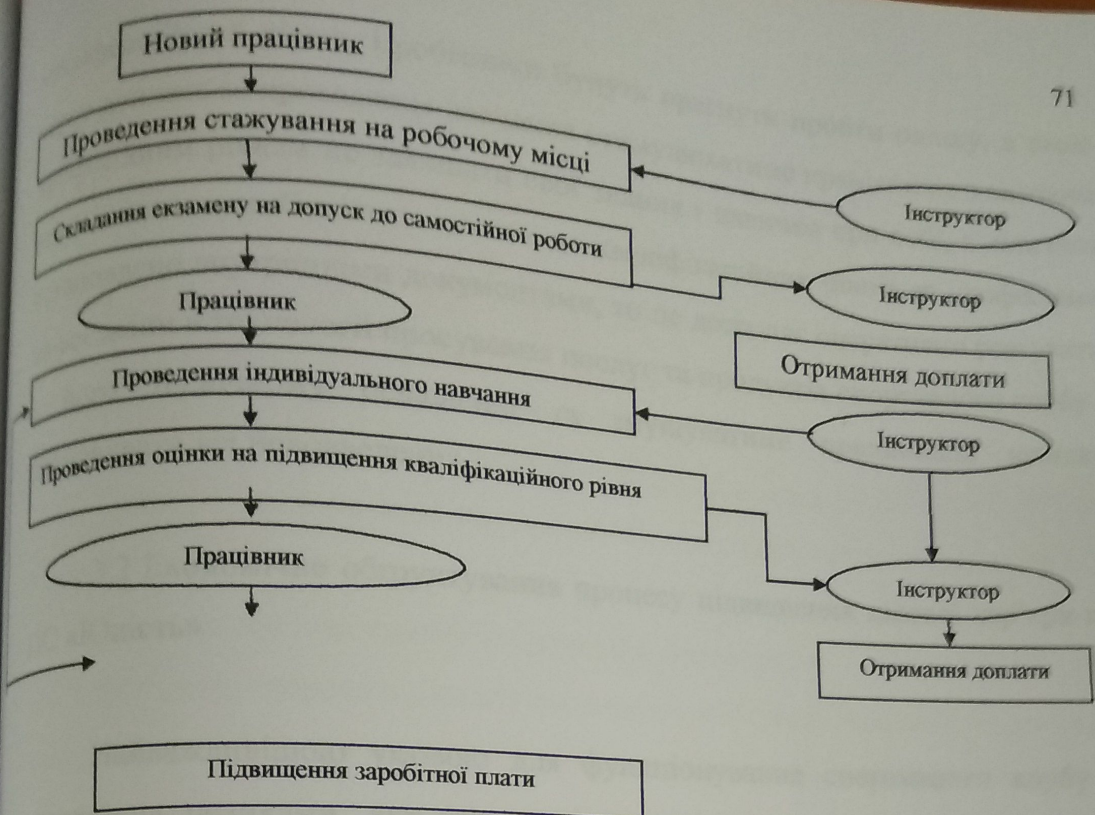 71
Новий працівник
Проведення стажування на робочому місці
Інструктор
Складання екзамену на допуск до самостійної роботи
Інструктор
Працівник
Отримання доплати
Проведення індивідуального навчання
Інструктор
Проведення оцінки на підвищення кваліфікаційного рівня
Працівник
Інструктор
Отримання доплати
Підвищення заробітної плати